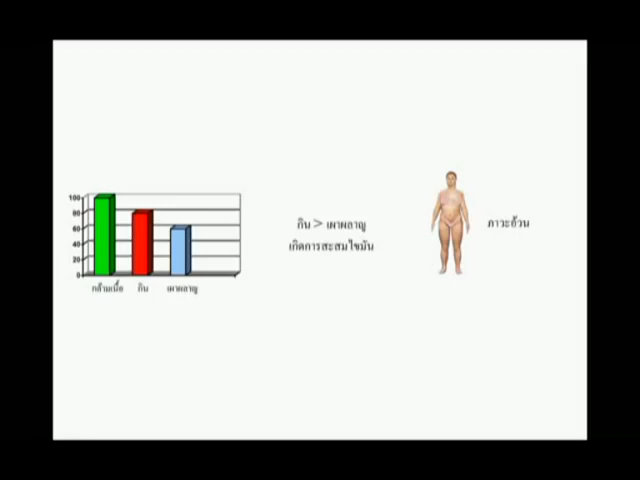 100
80
60
40
20
0
กล้ามเนื้อ กิน เผาผลาญ
กิน > เผาผลาญ
เกิดการสะสมไขมัน
ภาวะอ้วน